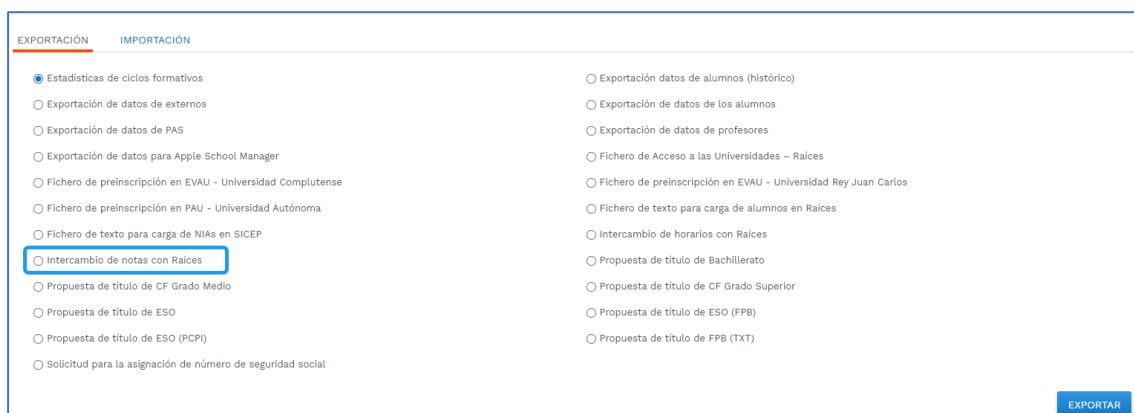 EXPORTACIÓN IMPORTACIÓN
Estadísticas de ciclos formativos
Exportación datos de alumnos (histórico)
Exportación de datos de externos
Exportación de datos de los alumnos
Exportación de datos de PAS
Exportación de datos de profesores
Exportación de datos para Apple School Manager
Fichero de Acceso a las Universidades – Raíces
Fichero de preinscripción en EVAU - Universidad Complutense
Fichero de preinscripción en EVAU - Universidad Rey Juan Carlos
Fichero de preinscripción en PAU - Universidad Autónoma
Fichero de texto para carga de alumnos en Raíces
Fichero de texto para carga de NIAs en SICEP
Intercambio de horarios con Raíces
Intercambio de notas con Raíces
Propuesta de título de Bachillerato
Propuesta de título de CF Grado Medio
Propuesta de título de CF Grado Superior
Propuesta de título de ESO
Propuesta de título de ESO (FPB)
Propuesta de título de ESO (PCPI)
Propuesta de título de FPB (TXT)
Solicitud para la asignación de número de seguridad social
EXPORTAR